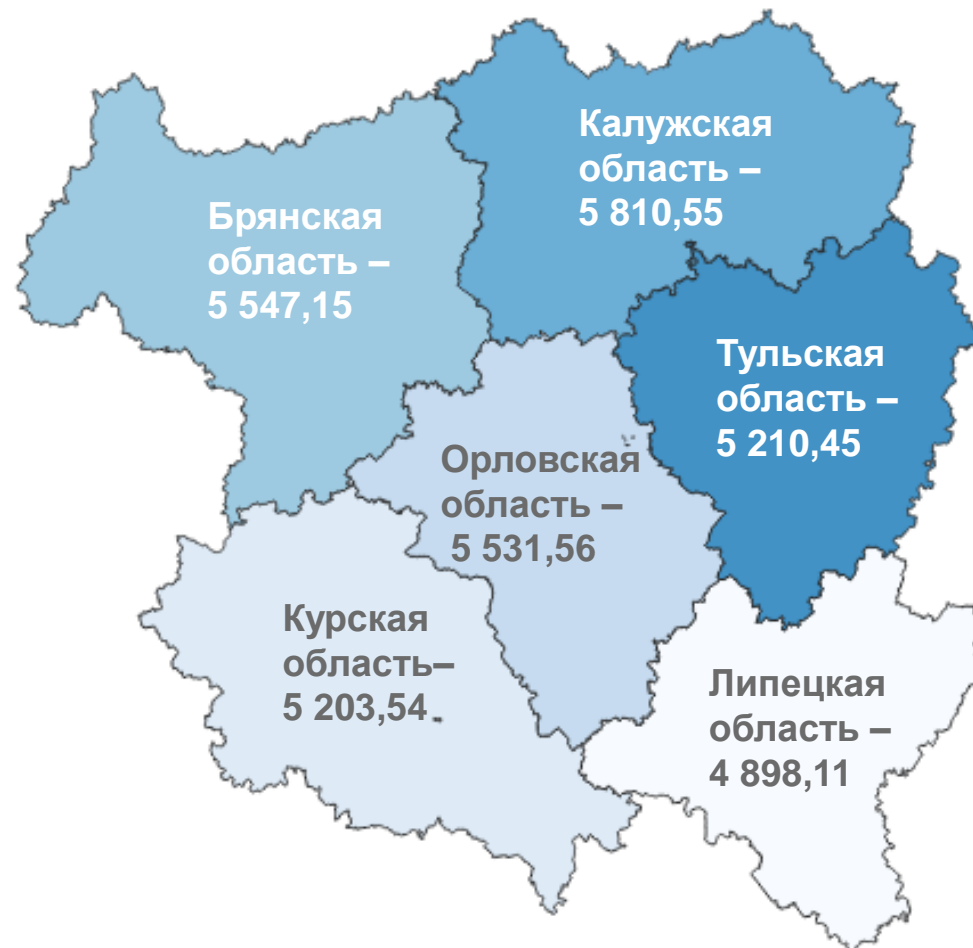 Калужская
область –
5 810,55
Брянская
область –
5 547,15
Тульская
область –
5 210,45
Орловская
область –
5 531,56
Курская
область–
5 203,54
Липецкая
область –
4 898,11